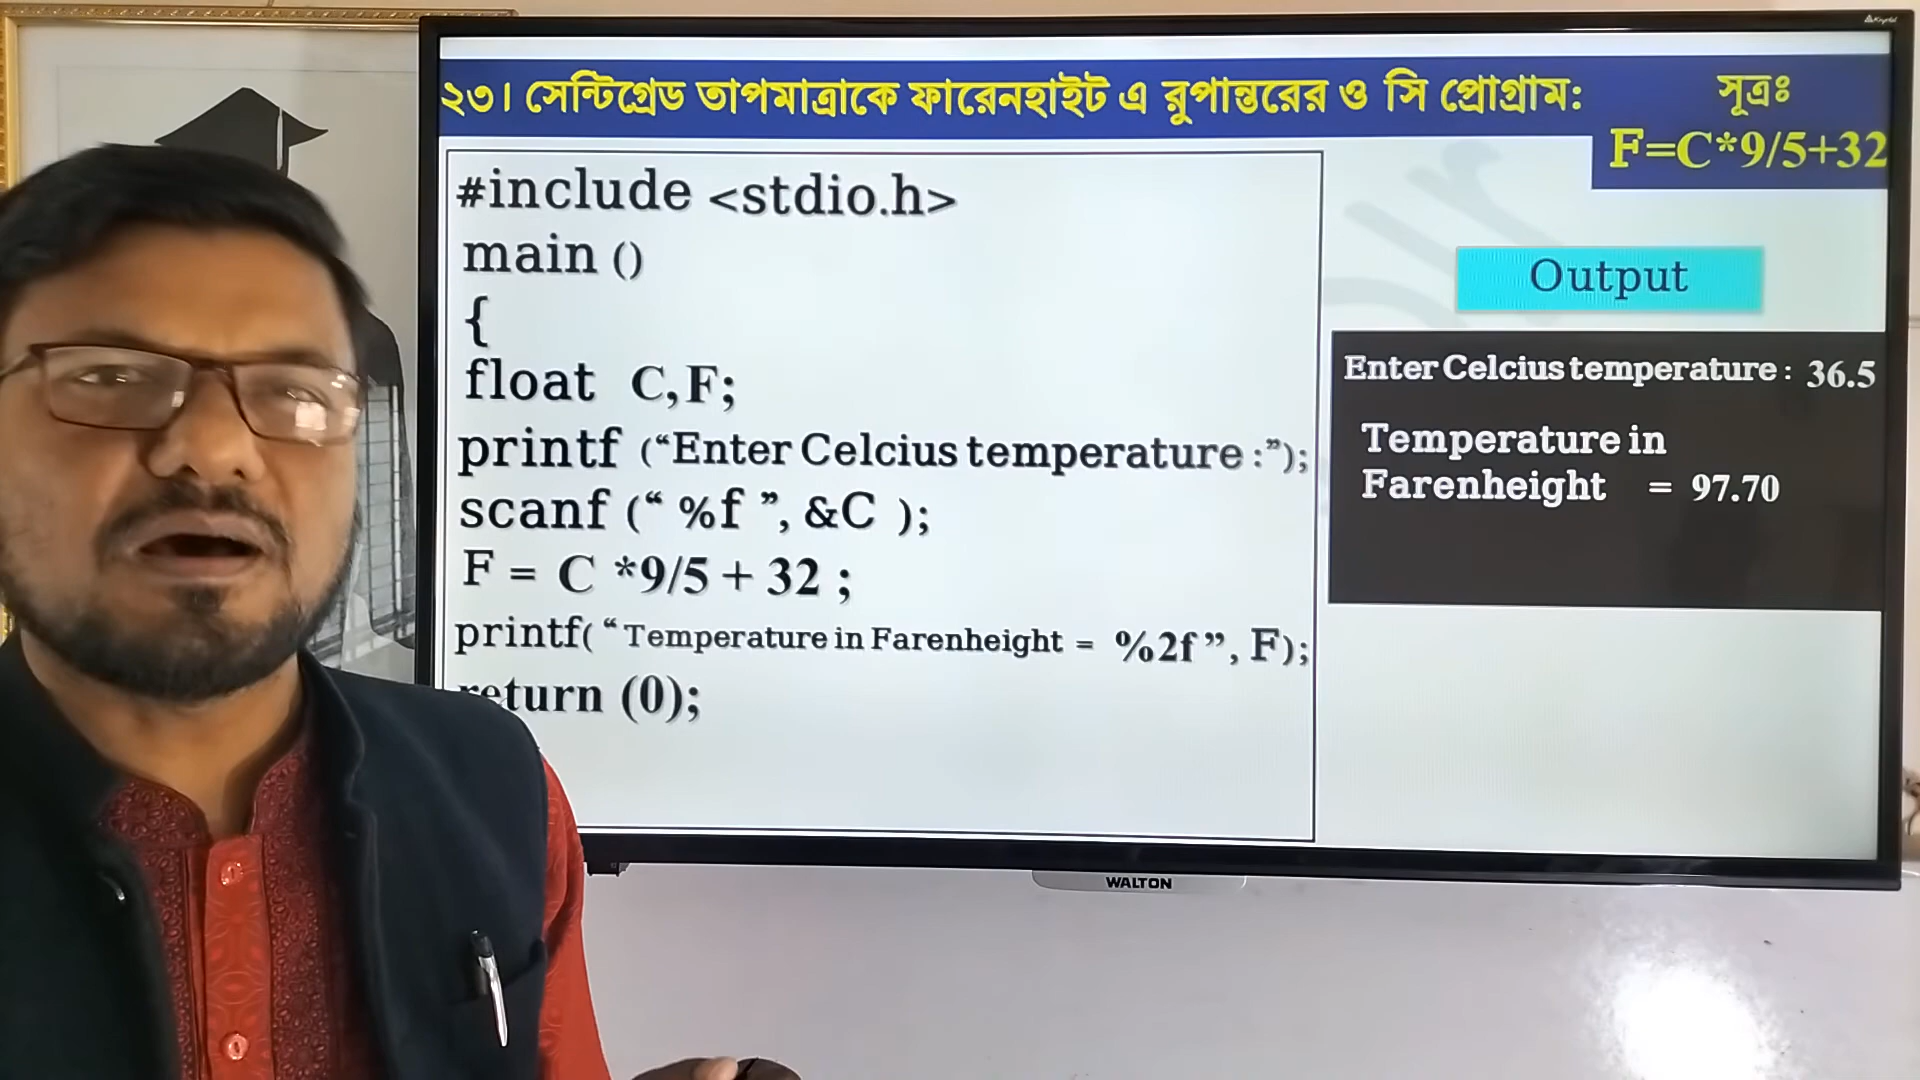 ২৩। সেন্টিগ্রেড তাপমাত্রাকে ফারেনহাইট এ রুপান্তরের ও সি প্রোগ্রাম:
সূত্রঃ
F=C*9/5+32
#include <stdio.h>
main ()
{
float C,F;
printf (“Enter Celcius temperature :”);
scanf (“ %f ”, &C );
F = C *9/5 + 32 ;
printf( “Temperature in Farenheight = %2f ”, F);
return (0);
Output
Enter Celcius temperature : 36.5
Temperature in
Farenheight = 97.70
WALTON